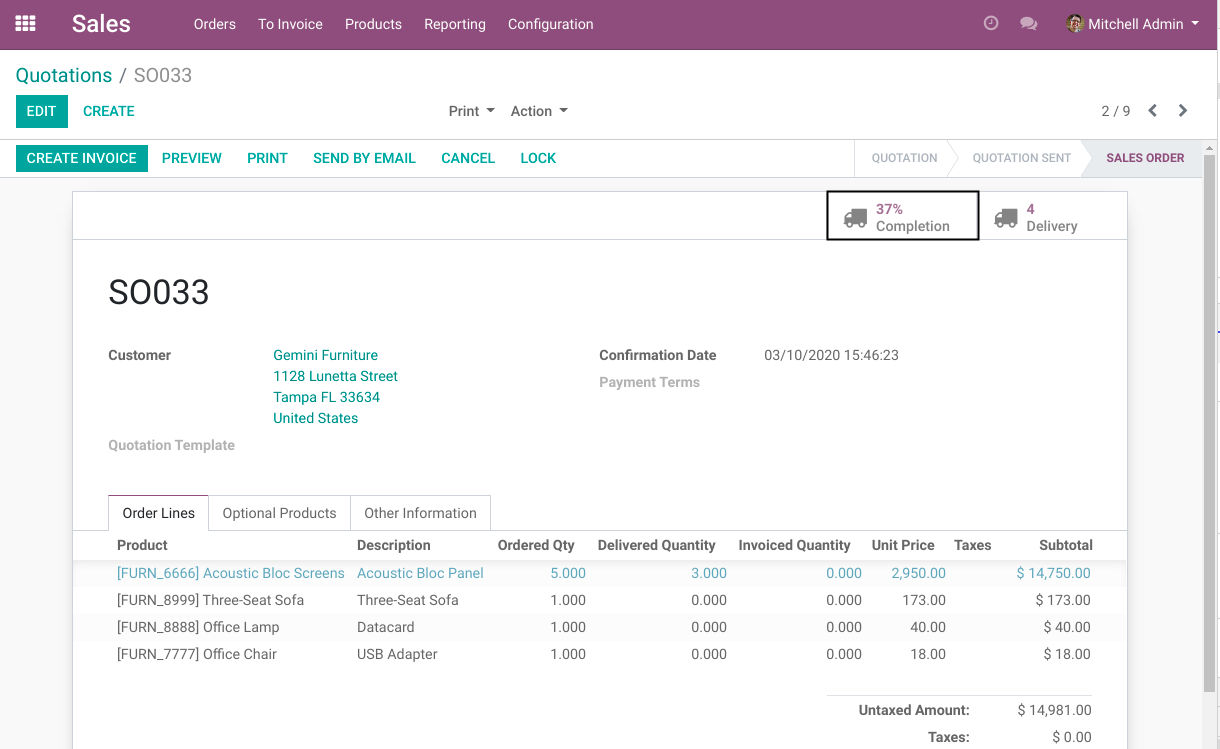 Sales Orders To Invoice Products Reporting Configuration Mitchell Admin
Quotations / SO033
EDIT CREATE Print Action 2 / 9
CREATE INVOICE PREVIEW PRINT SEND BY EMAIL CANCEL LOCK QUOTATION QUOTATION SENT SALES ORDER
37%
Completion
4
Delivery
SO033
Customer Gemini Furniture Confirmation Date 03/10/2020 15:46:23
1128 Lunetta Street Payment Terms
Tampa FL 33634
United States
Quotation Template
Order Lines Optional Products Other Information
Product Description Ordered Qty Delivered Quantity Invoiced Quantity Unit Price Taxes Subtotal
[FURN_6666] Acoustic Bloc Screens Acoustic Bloc Panel 5.000 3.000 0.000 2,950.00 $ 14,750.00
[FURN_8999] Three-Seat Sofa Three-Seat Sofa 1.000 0.000 0.000 173.00 $ 173.00
[FURN_8888] Office Lamp Datacard 1.000 0.000 0.000 40.00 $ 40.00
[FURN_7777] Office Chair USB Adapter 1.000 0.000 0.000 18.00 $ 18.00
Untaxed Amount: $ 14,981.00
Taxes: $ 0.00